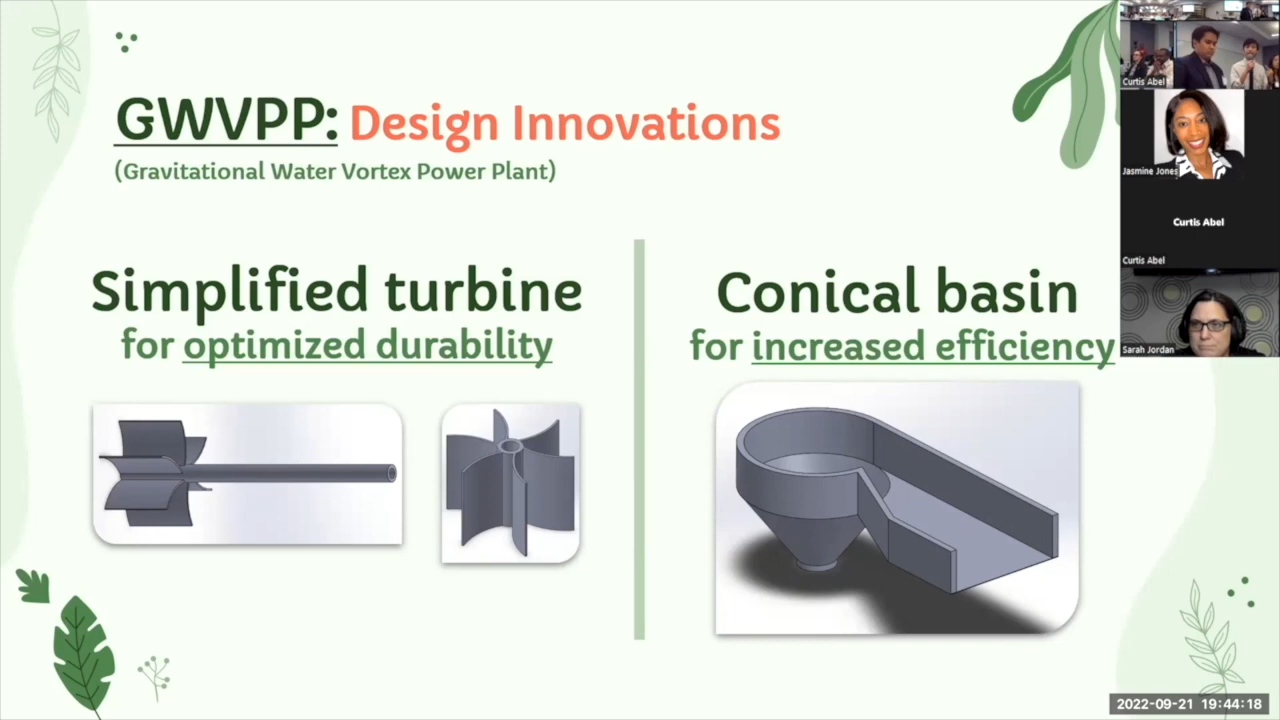 GWVPP: Design Innovations
(Gravitational Water Vortex Power Plant)
Simplified turbine
for optimized durability
Conical basin
for increased efficiency
Curtis Abel
Jasmine Jones
Curtis Abel
Curtis Abel
Sarah Jordan
2022-09-21 19:44:18